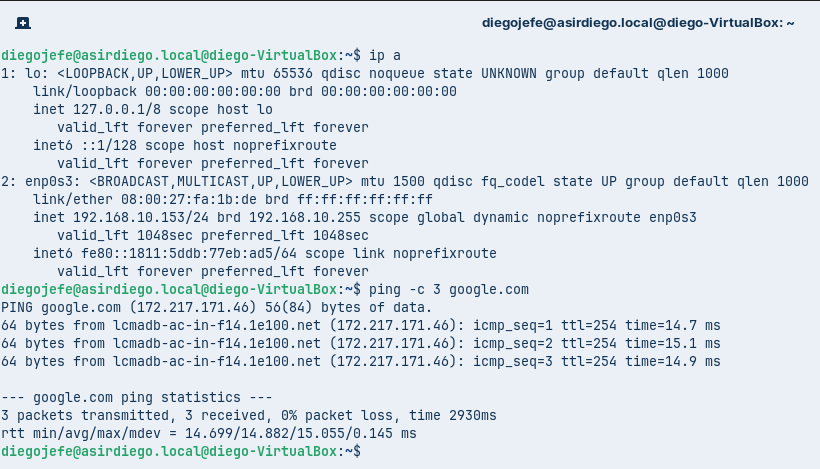 diegojefe@asirdiego.local@diego-VirtualBox: ~
diegojefe@asirdiego.local@diego-VirtualBox:~$ ip a
1: lo: <LOOPBACK,UP,LOWER_UP> mtu 65536 qdisc noqueue state UNKNOWN group default qlen 1000
    link/loopback 00:00:00:00:00:00 brd 00:00:00:00:00:00
    inet 127.0.0.1/8 scope host lo
       valid_lft forever preferred_lft forever
    inet6 ::1/128 scope host noprefixroute
       valid_lft forever preferred_lft forever
2: enp0s3: <BROADCAST,MULTICAST,UP,LOWER_UP> mtu 1500 qdisc fq_codel state UP group default qlen 1000
    link/ether 08:00:27:fa:1b:de brd ff:ff:ff:ff:ff:ff
    inet 192.168.10.153/24 brd 192.168.10.255 scope global dynamic noprefixroute enp0s3
       valid_lft 1048sec preferred_lft 1048sec
    inet6 fe80::1811:5ddb:77eb:ad5/64 scope link noprefixroute
       valid_lft forever preferred_lft forever
diegojefe@asirdiego.local@diego-VirtualBox:~$ ping -c 3 google.com
PING google.com (172.217.171.46) 56(84) bytes of data.
64 bytes from lcmadb-ac-in-f14.1e100.net (172.217.171.46): icmp_seq=1 ttl=254 time=14.7 ms
64 bytes from lcmadb-ac-in-f14.1e100.net (172.217.171.46): icmp_seq=2 ttl=254 time=15.1 ms
64 bytes from lcmadb-ac-in-f14.1e100.net (172.217.171.46): icmp_seq=3 ttl=254 time=14.9 ms

--- google.com ping statistics ---
3 packets transmitted, 3 received, 0% packet loss, time 2930ms
rtt min/avg/max/mdev = 14.699/14.882/15.055/0.145 ms
diegojefe@asirdiego.local@diego-VirtualBox:~$